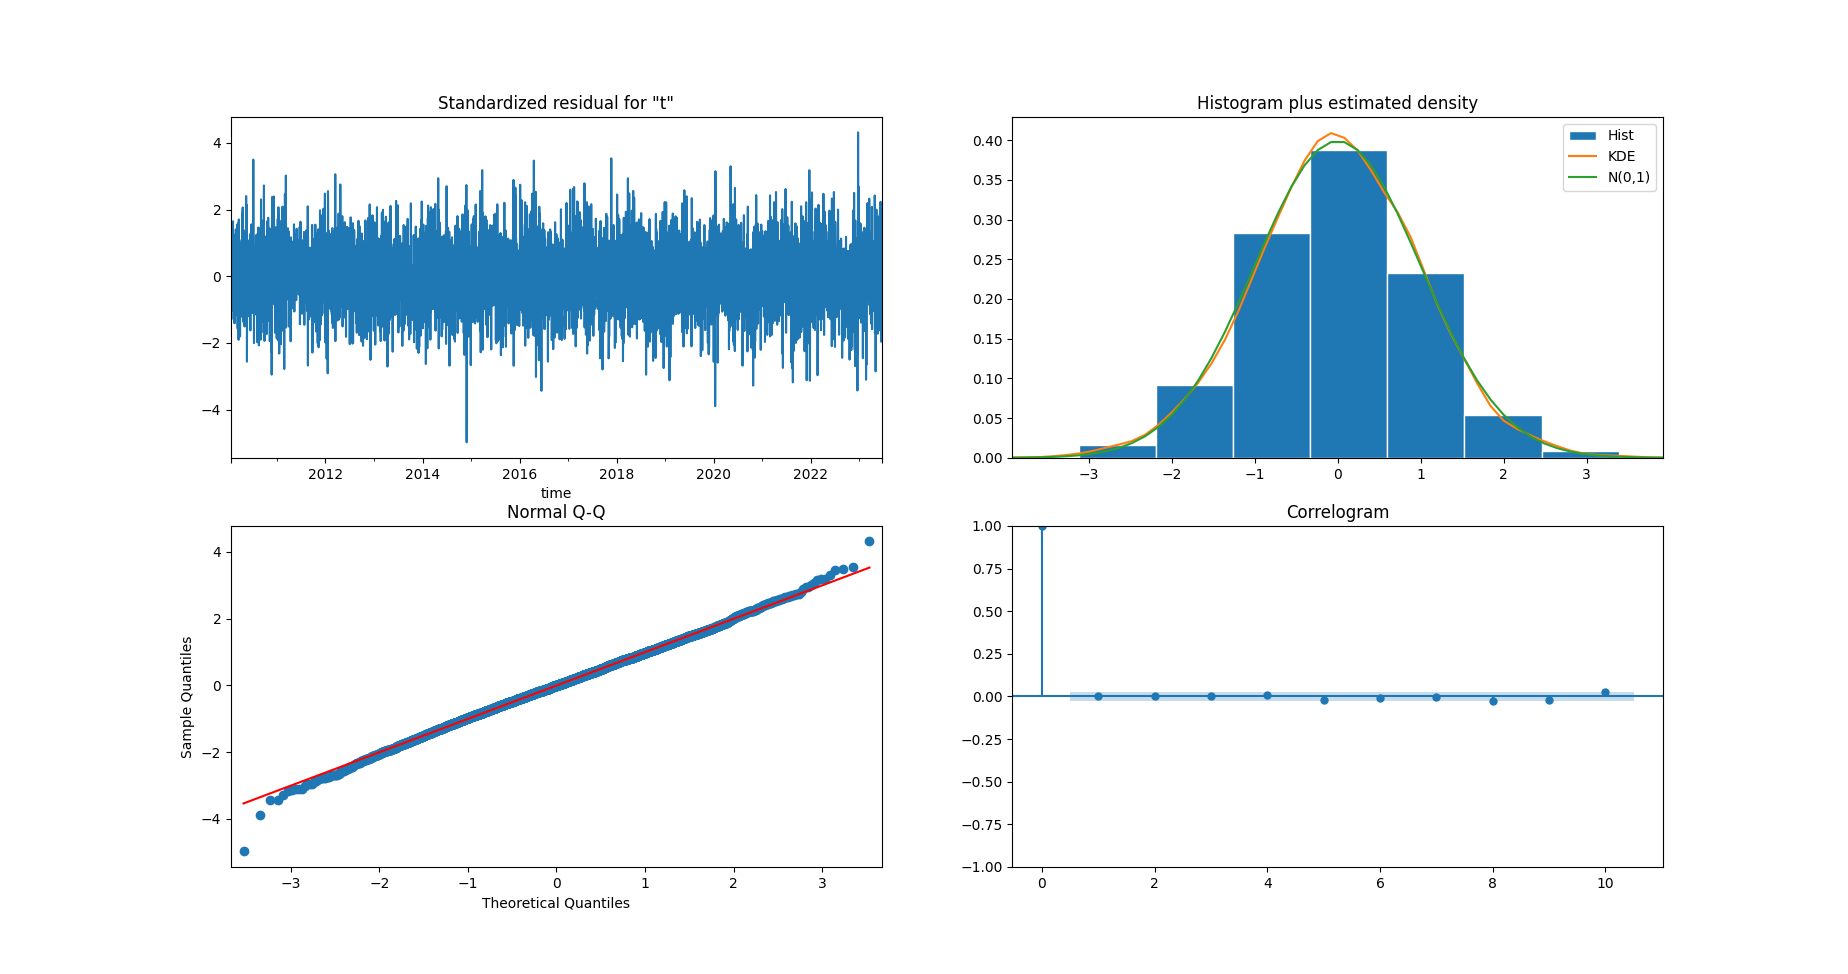 Standardized residual for "t"
4
2
0
−2
−4
2012 2014 2016 2018 2020 2022
time
Histogram plus estimated density
0.40
0.35
0.30
0.25
0.20
0.15
0.10
0.05
0.00
−3 −2 −1 0 1 2 3
Hist
KDE
N(0,1)
Normal Q-Q
Sample Quantiles
4
2
0
−2
−4
−3 −2 −1 0 1 2 3
Theoretical Quantiles
Correlogram
1.00
0.75
0.50
0.25
0.00
−0.25
−0.50
−0.75
−1.00
0 2 4 6 8 10